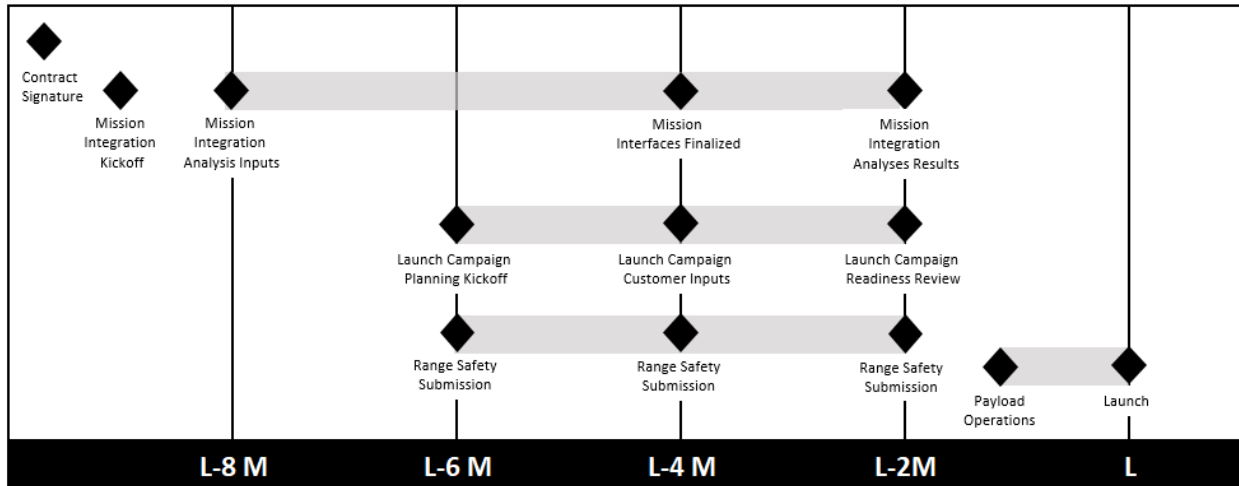 Contract
Signature
Mission
Integration
Kickoff
Mission
Integration
Analysis Inputs
Mission
Interfaces Finalized
Mission
Integration
Analyses Results
Launch Campaign
Planning Kickoff
Launch Campaign
Customer Inputs
Launch Campaign
Readiness Review
Range Safety
Submission
Range Safety
Submission
Range Safety
Submission
Payload
Operations
Launch
L-8 M
L-6 M
L-4 M
L-2M
L